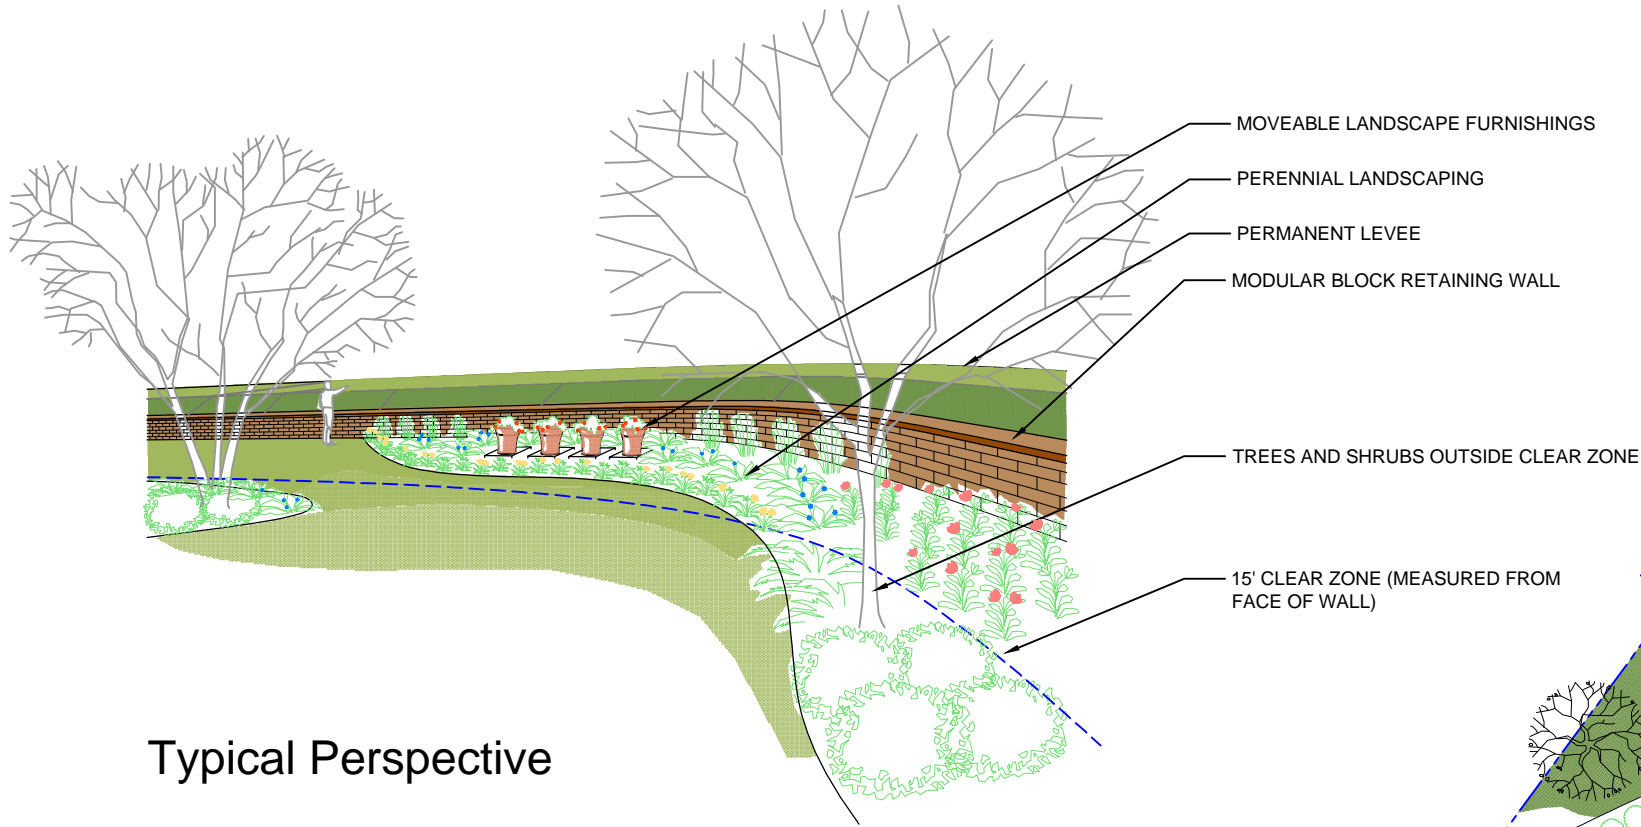 MOVEABLE LANDSCAPE FURNISHINGS
PERENNIAL LANDSCAPING
PERMANENT LEVEE
MODULAR BLOCK RETAINING WALL
TREES AND SHRUBS OUTSIDE CLEAR ZONE
15' CLEAR ZONE (MEASURED FROM
FACE OF WALL)
Typical Perspective